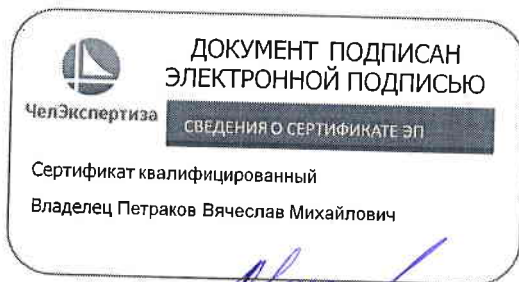 ДОКУМЕНТ ПОДПИСАН
ЭЛЕКТРОННОЙ ПОДПИСЬЮ
ЧелЭкспертиза
СВЕДЕНИЯ О СЕРТИФИКАТЕ ЭП
Сертификат квалифицированный
Владелец Петраков Вячеслав Михайлович